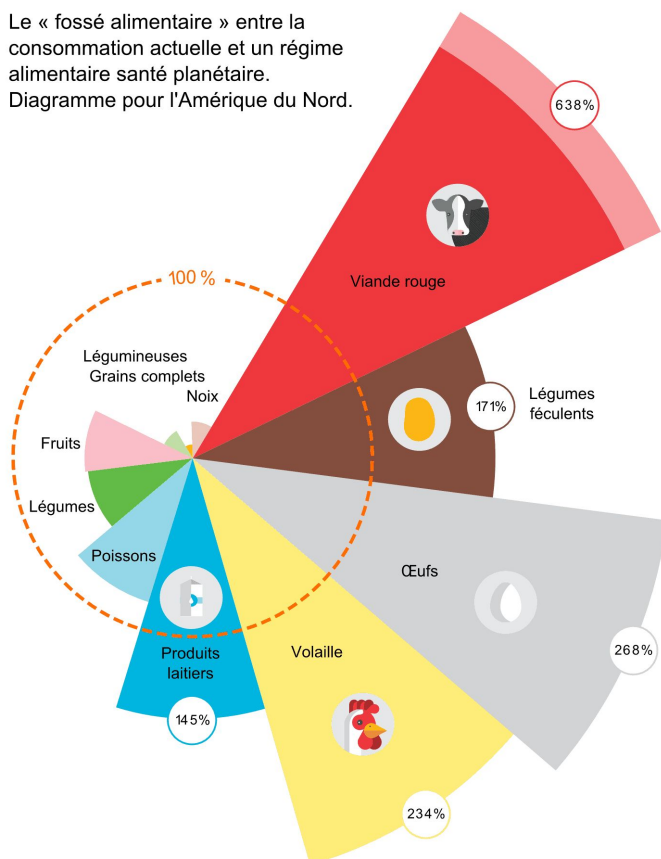 Le « fossé alimentaire » entre la
consommation actuelle et un régime
alimentaire santé planétaire.
Diagramme pour l'Amérique du Nord.
638%
Viande rouge
100 %
Légumineuses
Grains complets
Noix
171%
Légumes
féculents
Fruits
Légumes
Poissons
Œufs
268%
Produits
laitiers
145%
Volaille
234%